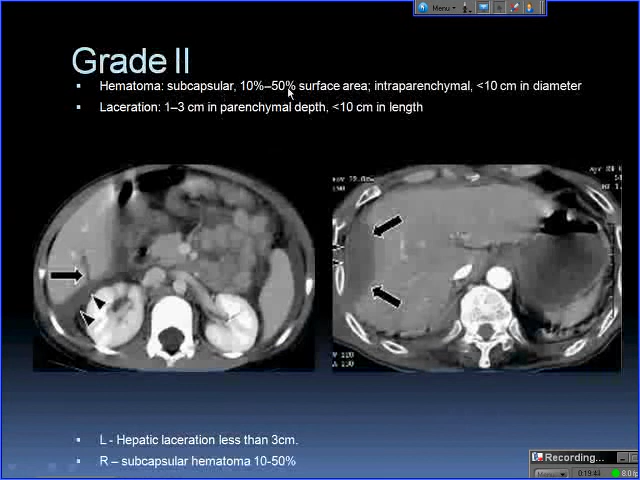 Menu
Grade II
Hematoma: subcapsular, 10%–50% surface area; intraparenchymal, <10 cm in diameter
Laceration: 1–3 cm in parenchymal depth, <10 cm in length
L - Hepatic laceration less than 3cm.
R – subcapsular hematoma 10-50%
Recording...
Menu